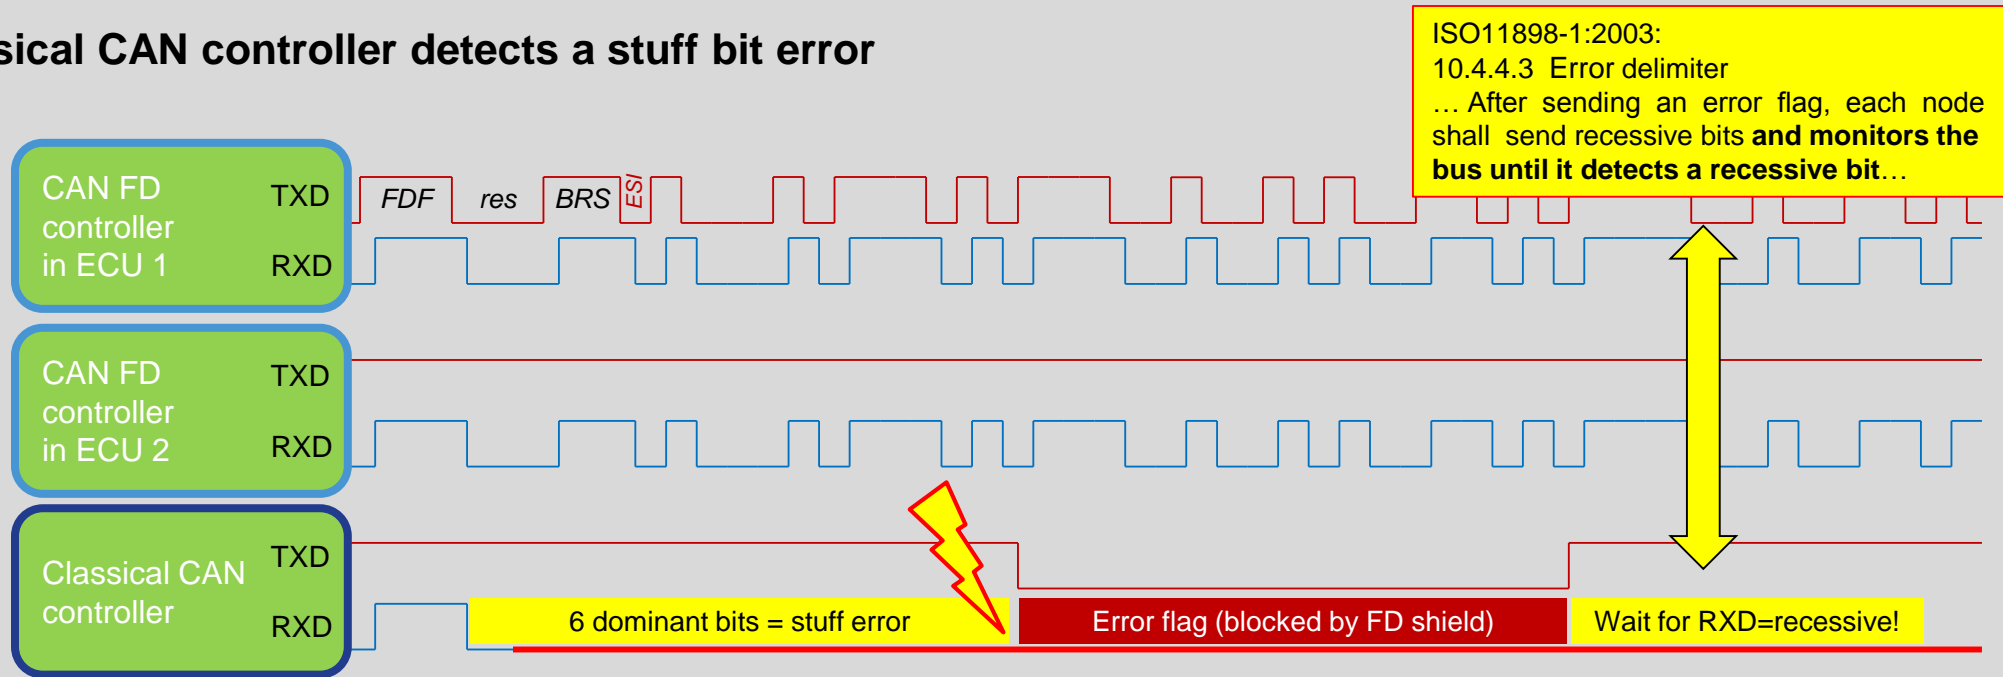 sical CAN controller detects a stuff bit error
ISO11898-1:2003:
10.4.4.3 Error delimiter
… After sending an error flag, each node
shall send recessive bits and monitors the
bus until it detects a recessive bit…
CAN FD
controller
in ECU 1
TXD
RXD
FDF
res
BRS
ESI
CAN FD
controller
in ECU 2
TXD
RXD
Classical CAN
controller
TXD
RXD
6 dominant bits = stuff error
Error flag (blocked by FD shield)
Wait for RXD=recessive!